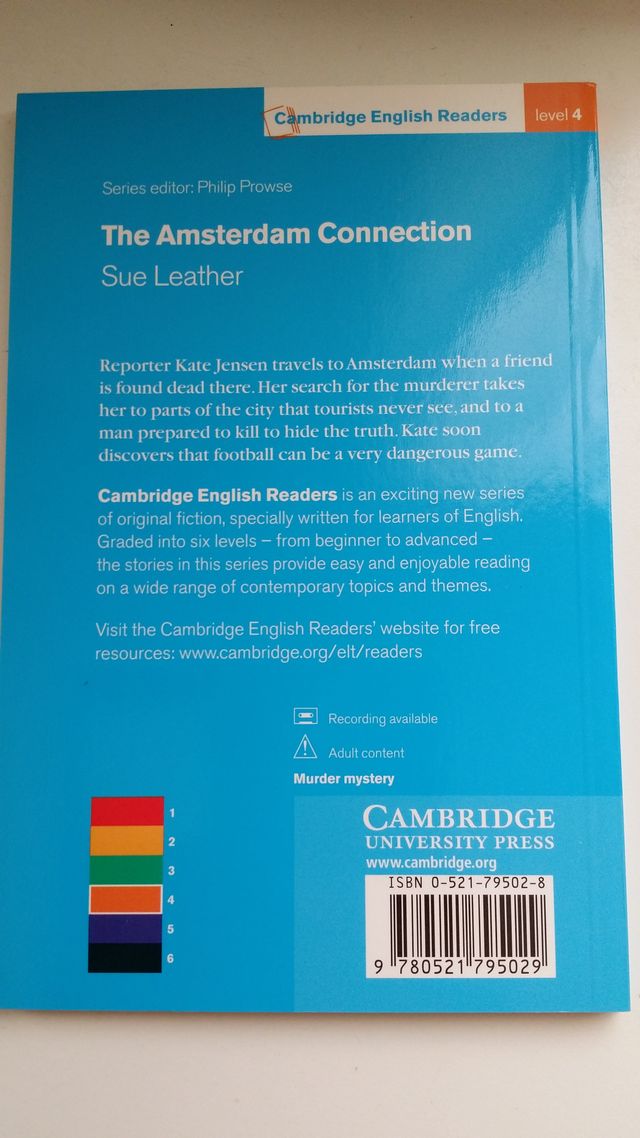 Cambridge English Readers level 4
Series editor: Philip Prowse
The Amsterdam Connection
Sue Leather
Reporter Kate Jensen travels to Amsterdam when a friend
is found dead there. Her search for the murderer takes
her to parts of the city that tourists never see, and to a
man prepared to kill to hide the truth. Kate soon
discovers that football can be a very dangerous game.
Cambridge English Readers is an exciting new series
of original fiction, specially written for learners of English.
Graded into six levels – from beginner to advanced –
the stories in this series provide easy and enjoyable reading
on a wide range of contemporary topics and themes.
Visit the Cambridge English Readers' website for free
resources: www.cambridge.org/elt/readers
Recording available
Adult content
Murder mystery
1
2
3
4
5
6
CAMBRIDGE
UNIVERSITY PRESS
www.cambridge.org
ISBN 0-521-79502-8
9 780521 795029